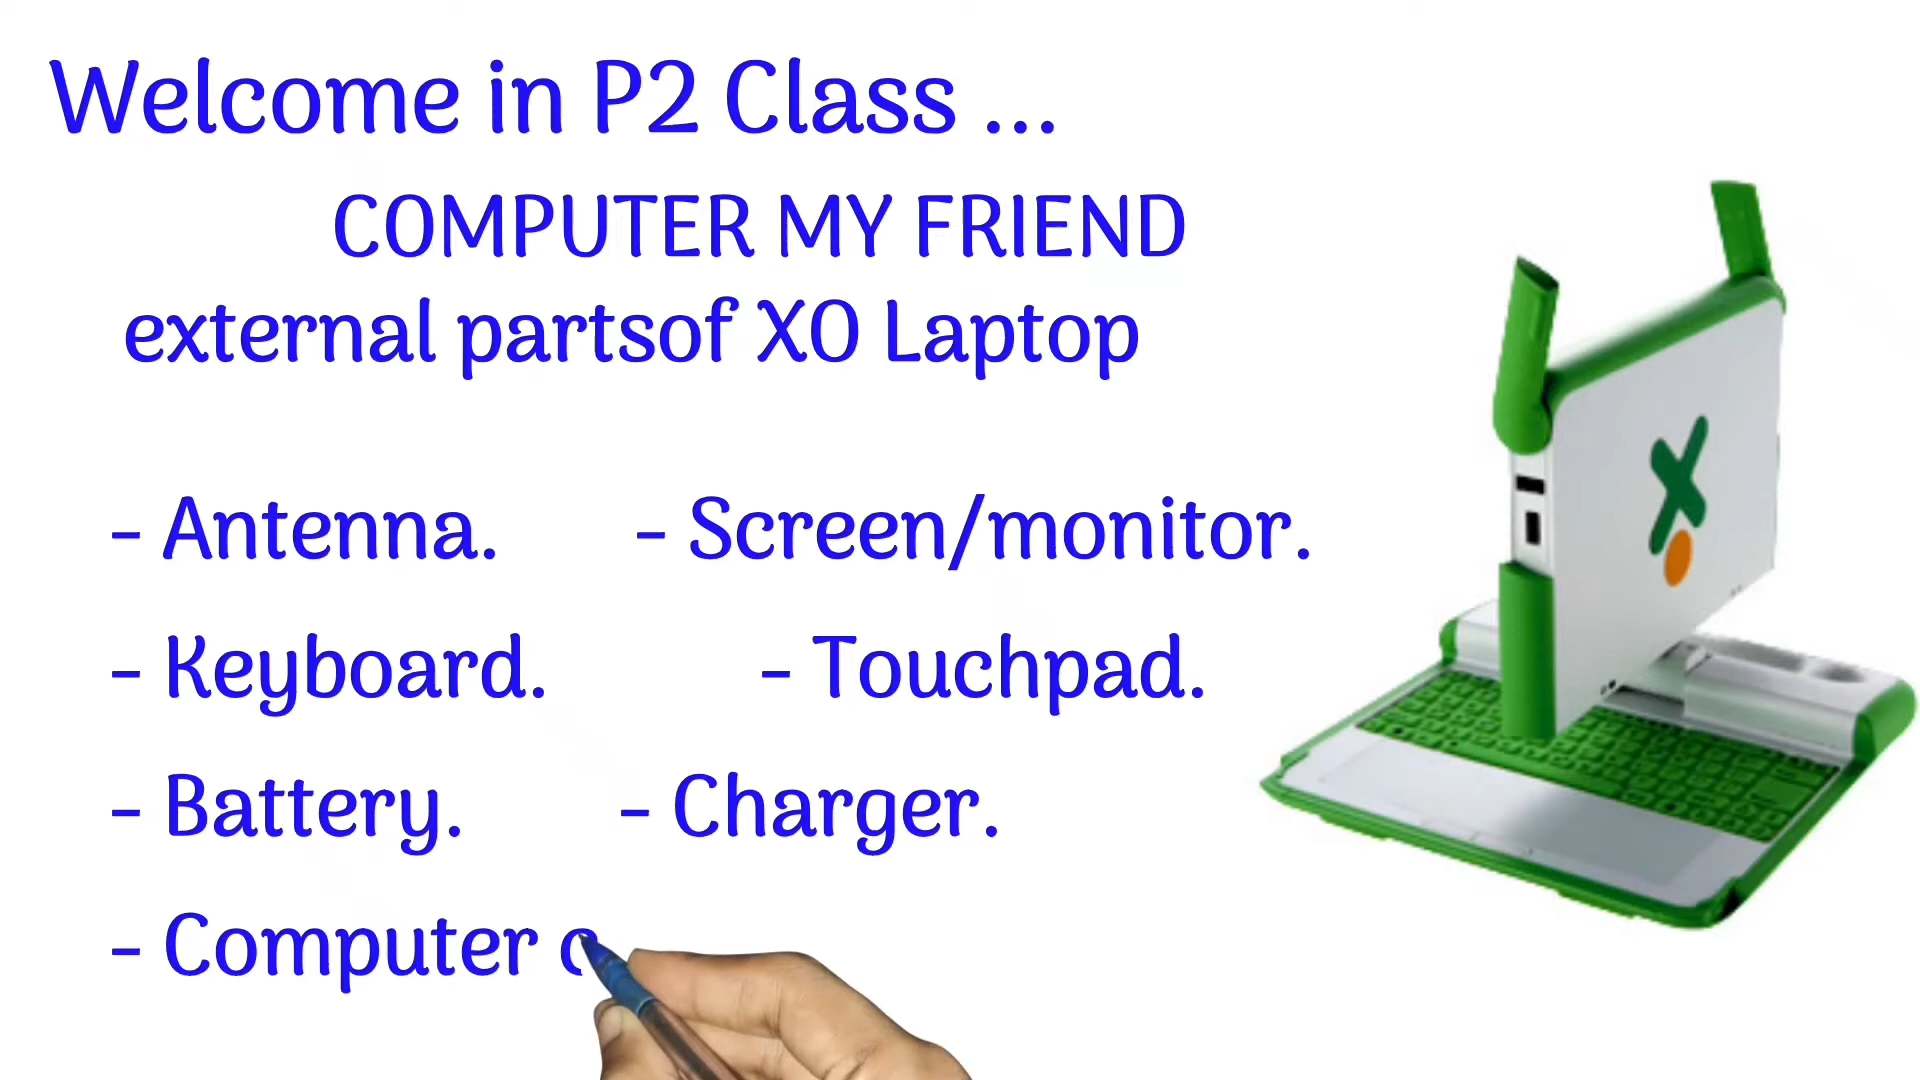 Welcome in P2 Class ...
COMPUTER MY FRIEND
external partsof XO Laptop
- Antenna. - Screen/monitor.
- Keyboard. - Touchpad.
- Battery. - Charger.
- Computer